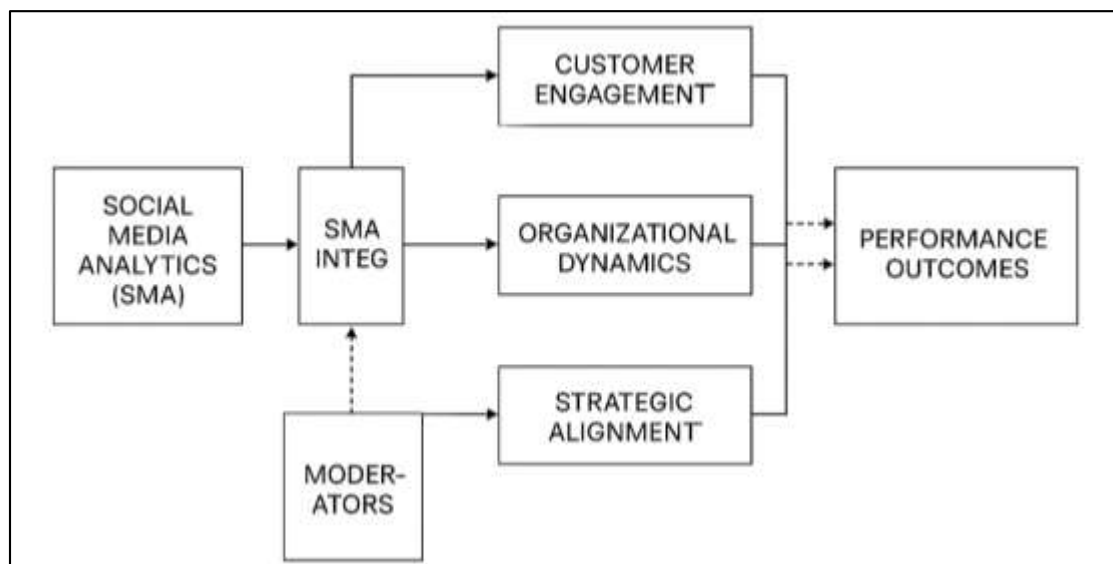 CUSTOMER
ENGAGEMENT
SOCIAL
MEDIA
ANALYTICS
(SMA)
SMA
INTEG
ORGANIZATIONAL
DYNAMICS
PERFORMANCE
OUTCOMES
STRATEGIC
ALIGNMENT
MODER-
ATORS